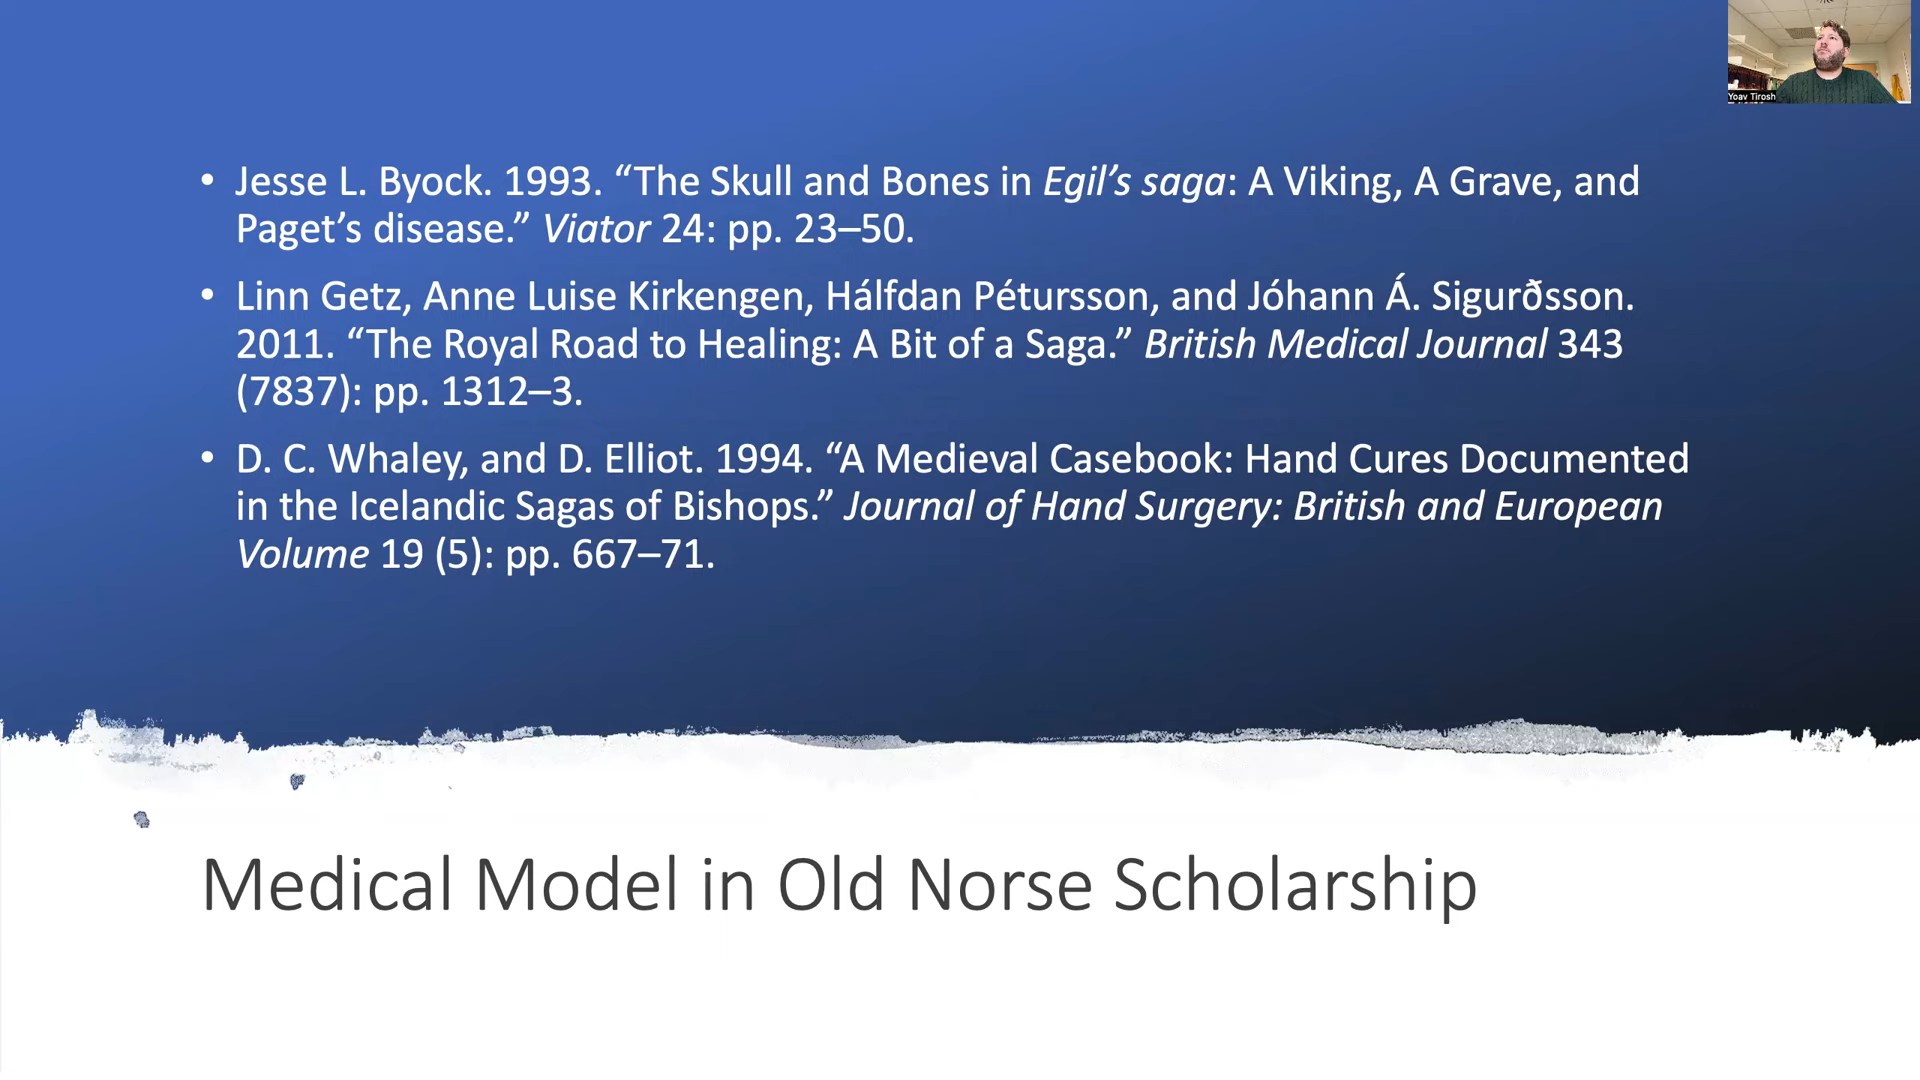 Yoav Tirosh
• Jesse L. Byock. 1993. “The Skull and Bones in Egil’s saga: A Viking, A Grave, and
Paget’s disease.” Viator 24: pp. 23–50.
• Linn Getz, Anne Luise Kirkengen, Hálfdan Pétursson, and Jóhann Á. Sigurðsson.
2011. “The Royal Road to Healing: A Bit of a Saga.” British Medical Journal 343
(7837): pp. 1312–3.
• D. C. Whaley, and D. Elliot. 1994. “A Medieval Casebook: Hand Cures Documented
in the Icelandic Sagas of Bishops.” Journal of Hand Surgery: British and European
Volume 19 (5): pp. 667–71.
Medical Model in Old Norse Scholarship